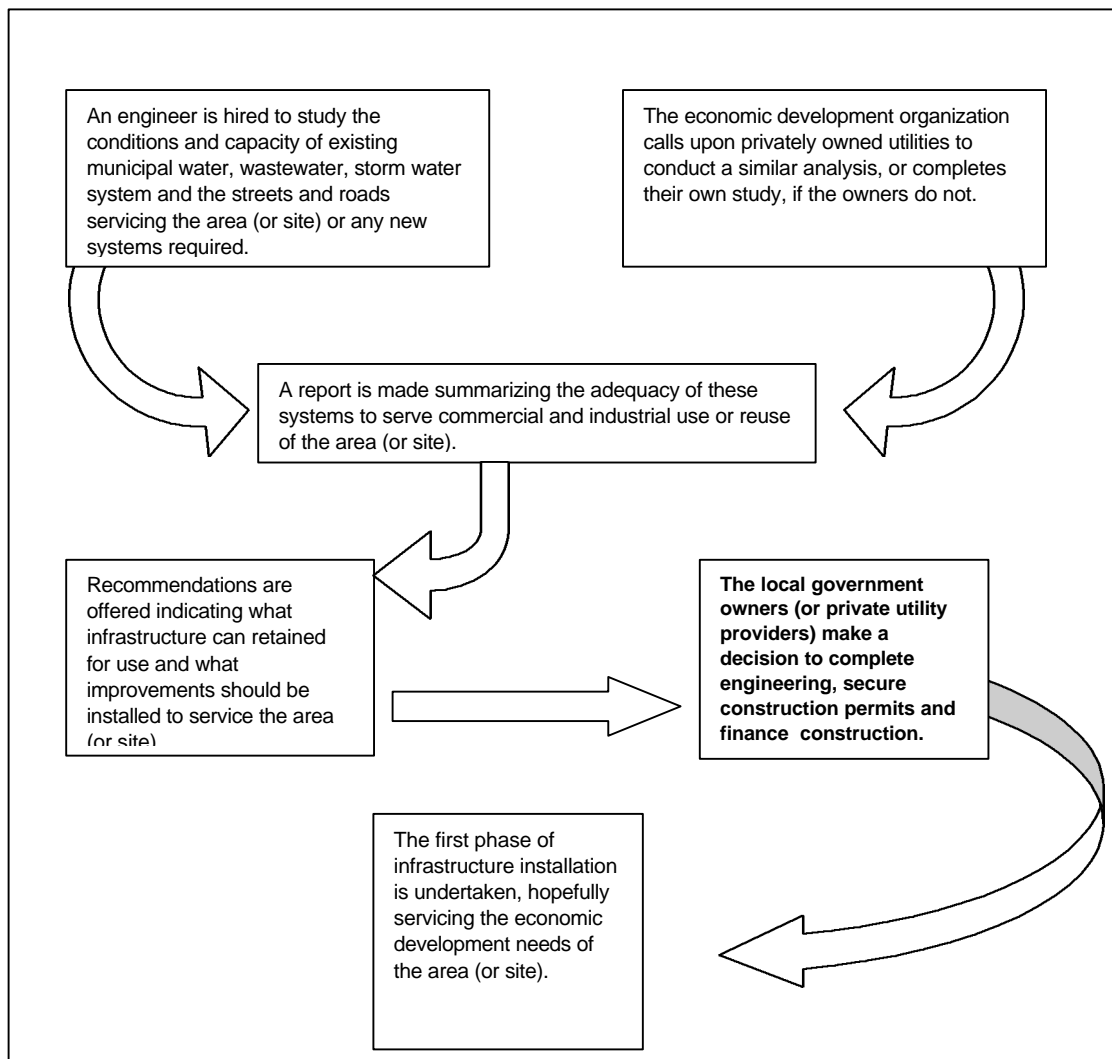 An engineer is hired to study the
conditions and capacity of existing
municipal water, wastewater, storm water
system and the streets and roads
servicing the area (or site) or any new
systems required.
The economic development organization
calls upon privately owned utilities to
conduct a similar analysis, or completes
their own study, if the owners do not.
A report is made summarizing the adequacy of these
systems to serve commercial and industrial use or reuse
of the area (or site).
Recommendations are
offered indicating what
infrastructure can retained
for use and what
improvements should be
installed to service the area
(or site)
The local government
owners (or private utility
providers) make a
decision to complete
engineering, secure
construction permits and
finance construction.
The first phase of
infrastructure installation
is undertaken, hopefully
servicing the economic
development needs of
the area (or site).